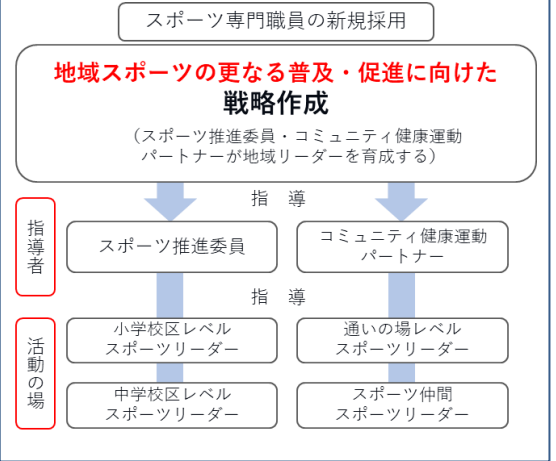 スポーツ専門職員の新規採用
地域スポーツの更なる普及・促進に向けた
戦略作成
（スポーツ推進委員・コミュニティ健康運動
パートナーが地域リーダーを育成する）
指　導
指導者
スポーツ推進委員
コミュニティ健康運動
パートナー
指　導
活動の場
小学校区レベル
スポーツリーダー
通いの場レベル
スポーツリーダー
中学校区レベル
スポーツリーダー
スポーツ仲間
スポーツリーダー